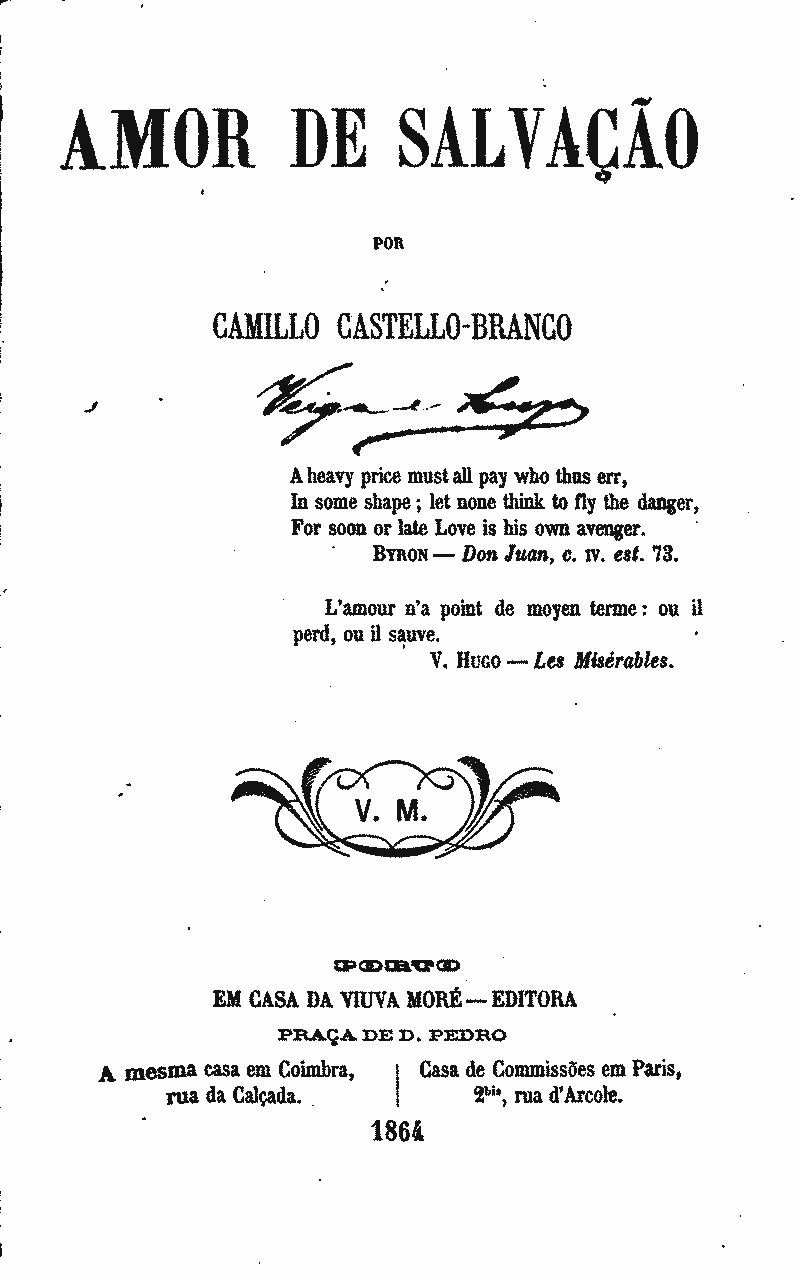 AMOR DE SALVAÇÃO
POR
CAMILLO CASTELLO-BRANCO
Veiga e
A heavy price must all pay who thus err,
In some shape; let none think to fly the danger,
For soon or late Love is his own avenger.
BYRON — Don Juan, c. IV. est. 73.
L'amour n'a point de moyen terme: ou il
perd, ou il sauve.
V. HUGO — Les Misérables.
V. M.
PORTO
EM CASA DA VIUVA MORÉ — EDITORA
PRAÇA DE D. PEDRO
A mesma casa em Coimbra,
rua da Calçada.
Casa de Commissões em Paris,
2bis, rua d'Arcole.
1864